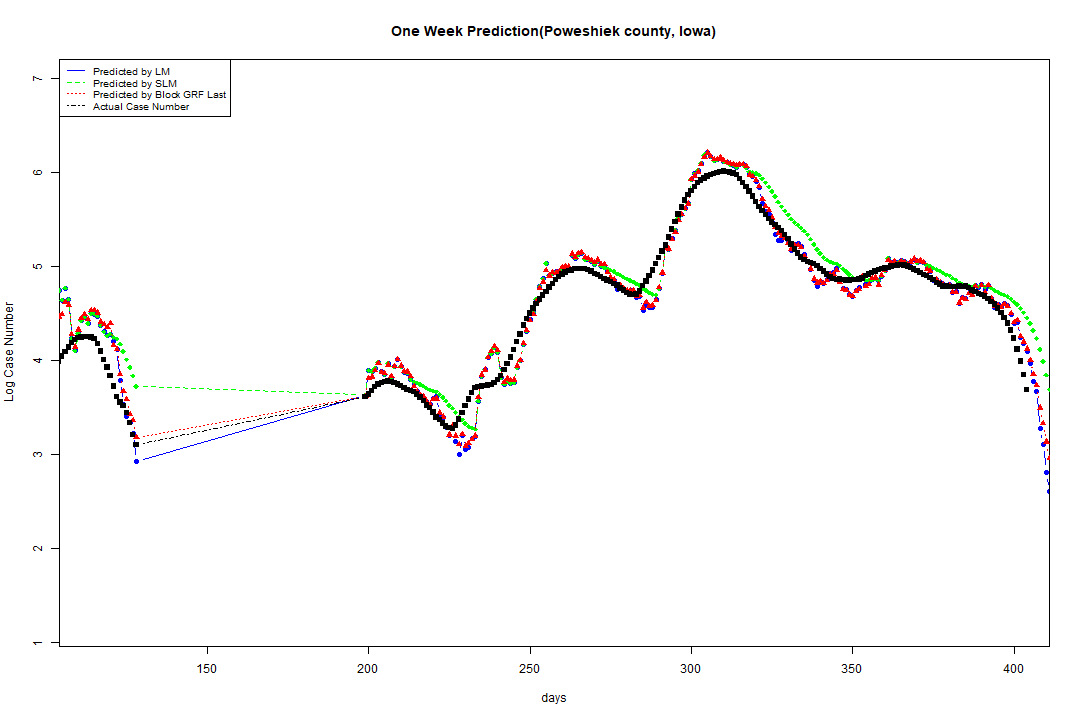 One Week Prediction(Poweshiek county, Iowa)
Predicted by LM
Predicted by SLM
Predicted by Block GRF Last
Actual Case Number
7
6
5
4
3
2
1
Log Case Number
150 200 250 300 350 400
days